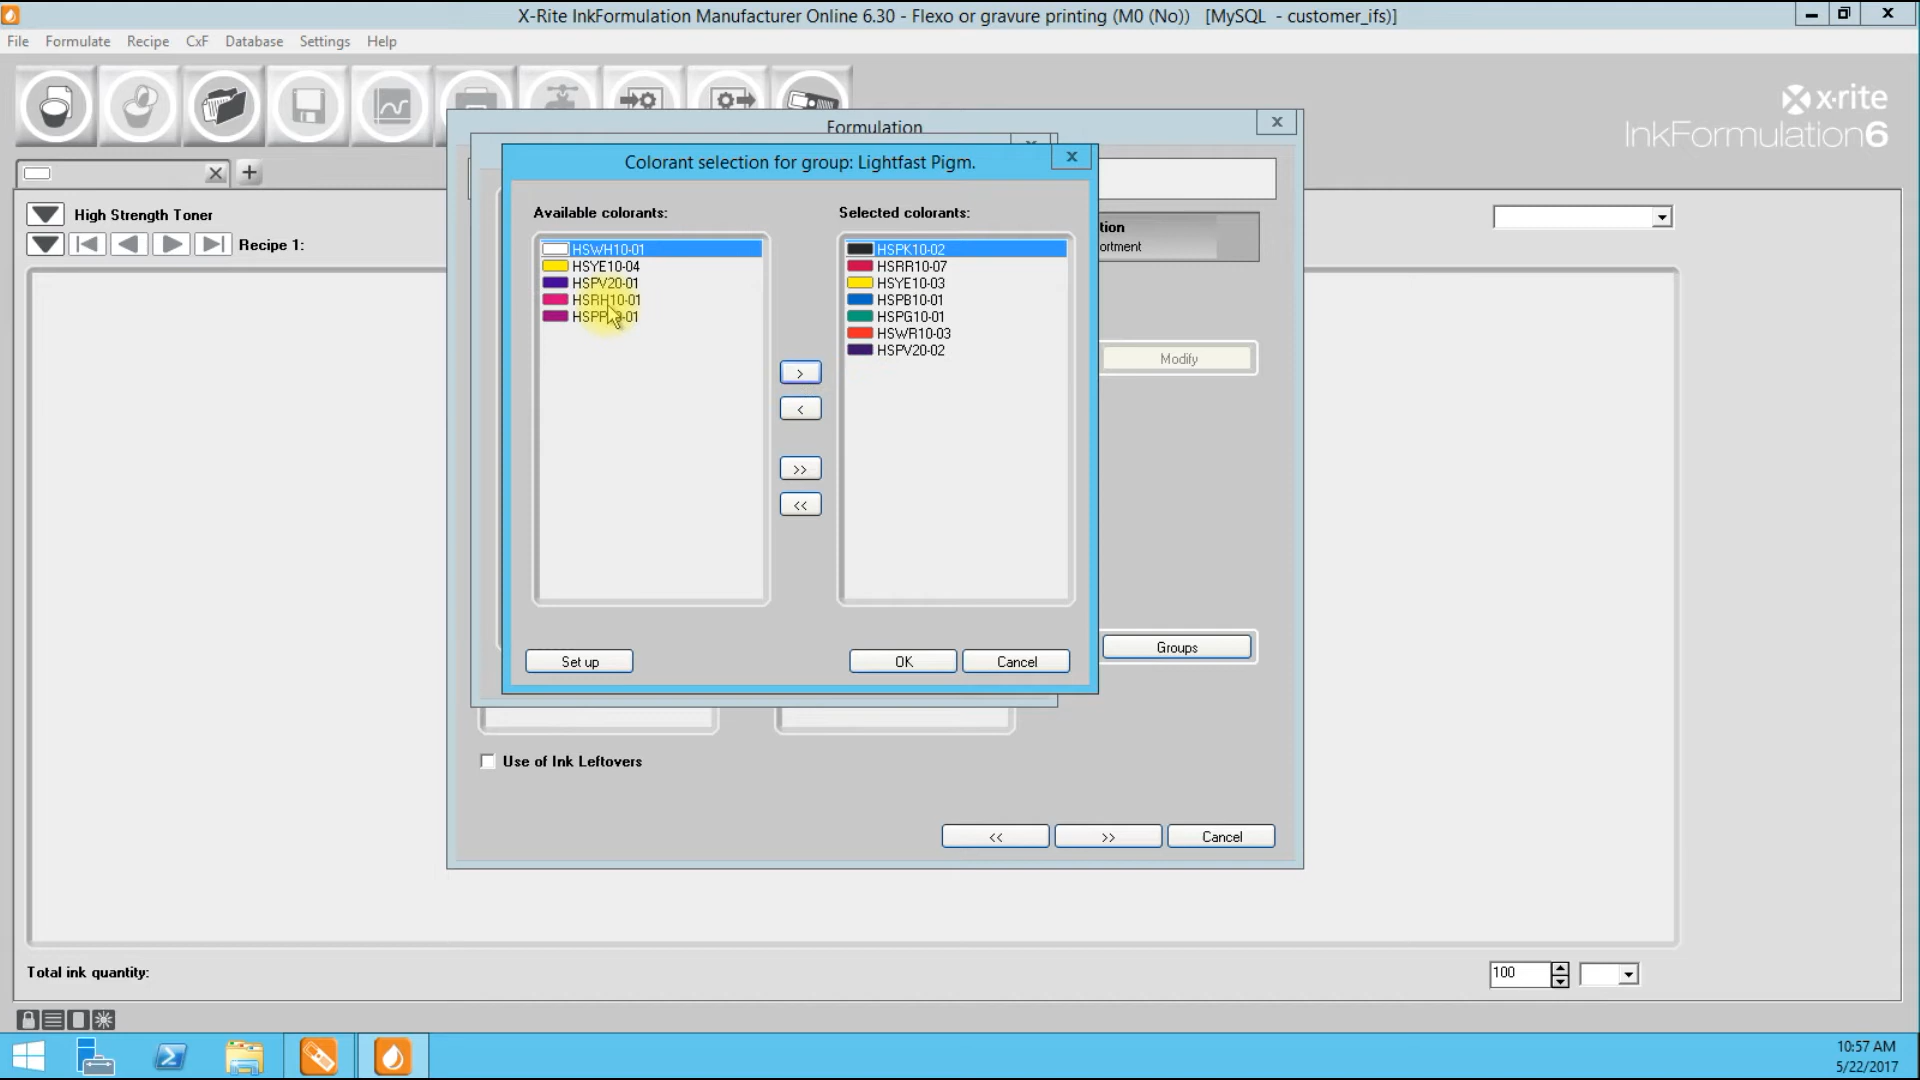 X-Rite InkFormulation Manufacturer Online 6.30 - Flexo or gravure printing (M0 (No)) [MySQL - customer_ifs)]
File Formulate Recipe CxF Database Settings Help
x·rite
InkFormulation6
Formulation
Colorant selection for group: Lightfast Pigm.
High Strength Toner
Recipe 1:
Available colorants:
HSWH10-01
HSYE10-04
HSPV20-01
HSRH10-01
Selected colorants:
HSPK10-02
HSRR10-07
HSYE10-03
HSPB10-01
HSPG10-01
HSWR10-03
HSPV20-02
>
<
>>
<<
Set up
OK
Cancel
Modify
Groups
Use of Ink Leftovers
<<
>>
Cancel
Total ink quantity:
100
10:57 AM
5/22/2017